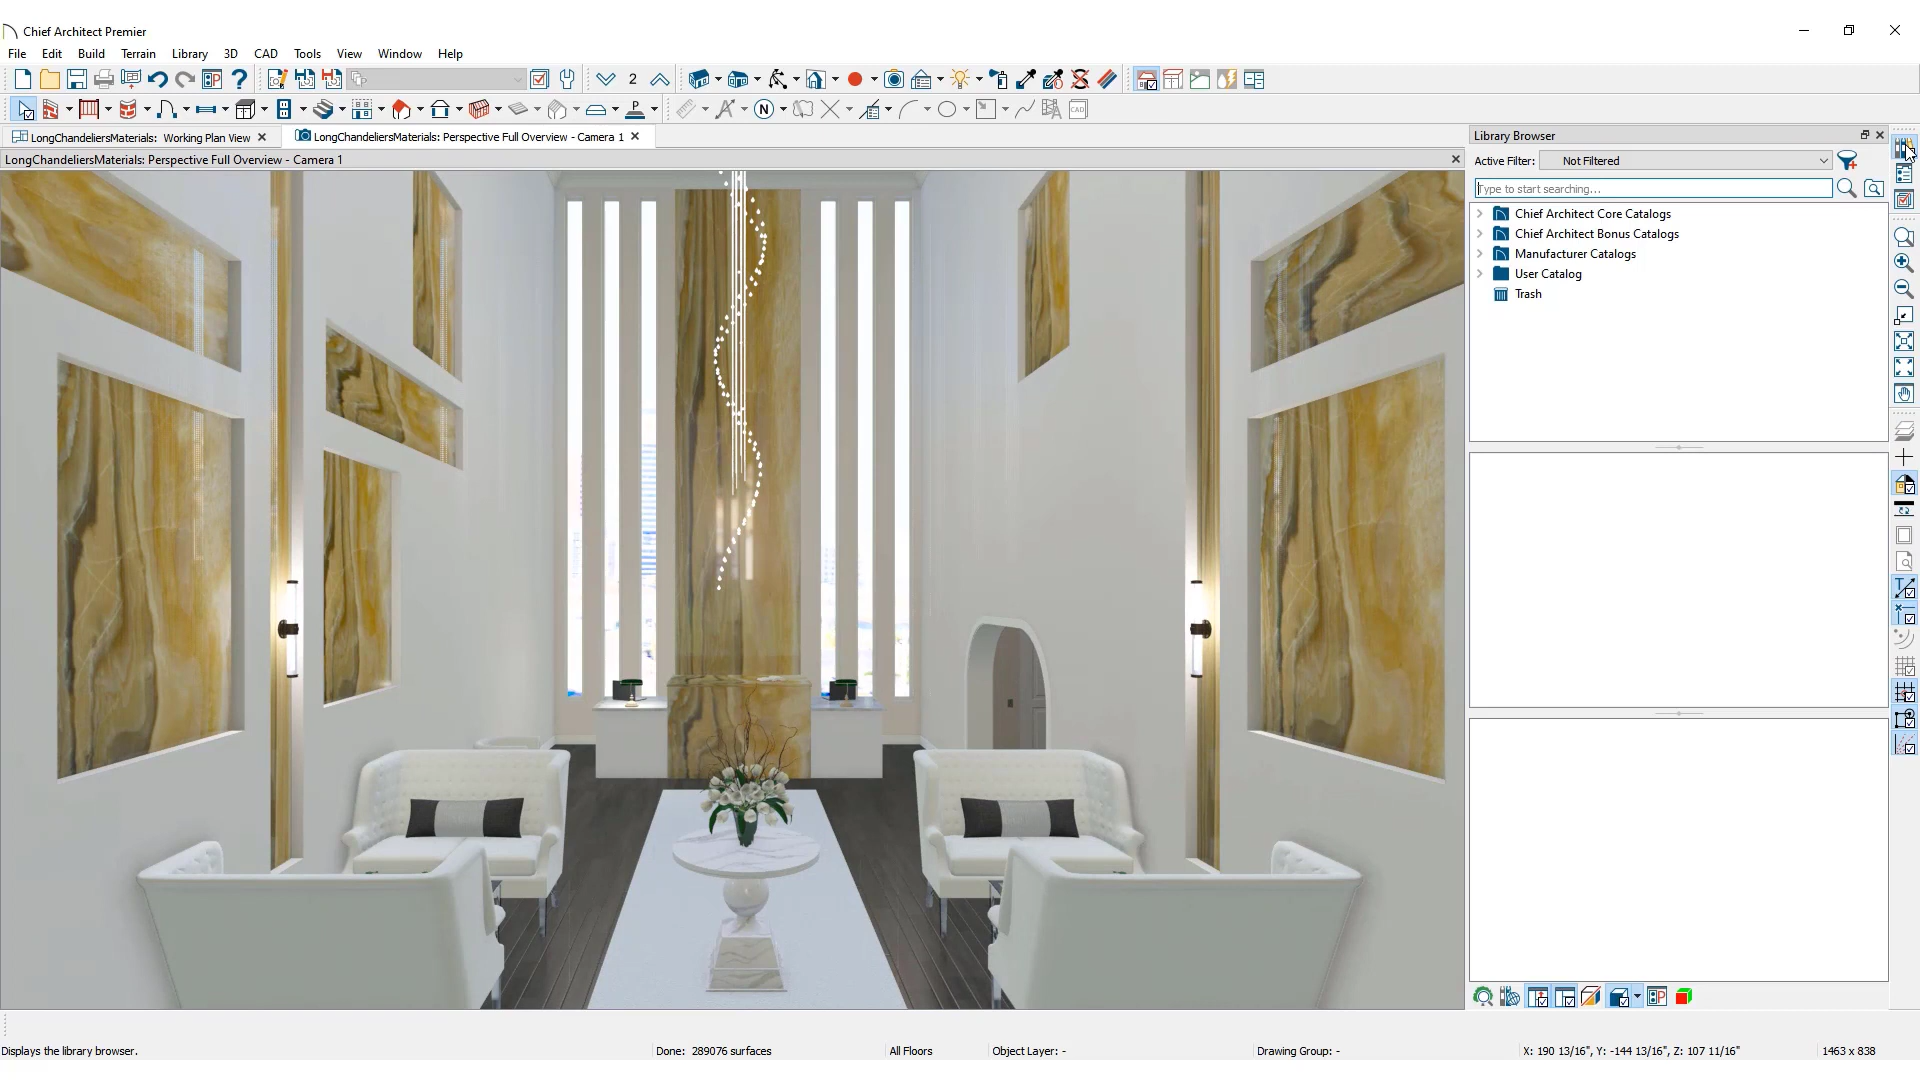 Chief Architect Premier
File Edit Build Terrain Library 3D CAD Tools View Window Help
2
N P CAD
LongChandeliersMaterials: Working Plan View
LongChandeliersMaterials: Perspective Full Overview - Camera 1
LongChandeliersMaterials: Perspective Full Overview - Camera 1
Library Browser
Active Filter: Not Filtered
Type to start searching...
Chief Architect Core Catalogs
Chief Architect Bonus Catalogs
Manufacturer Catalogs
User Catalog
Trash
Displays the library browser.
Done: 289076 surfaces
All Floors
Object Layer: -
Drawing Group: -
X: 190 13/16", Y: -144 13/16", Z: 107 11/16"
1463 x 838